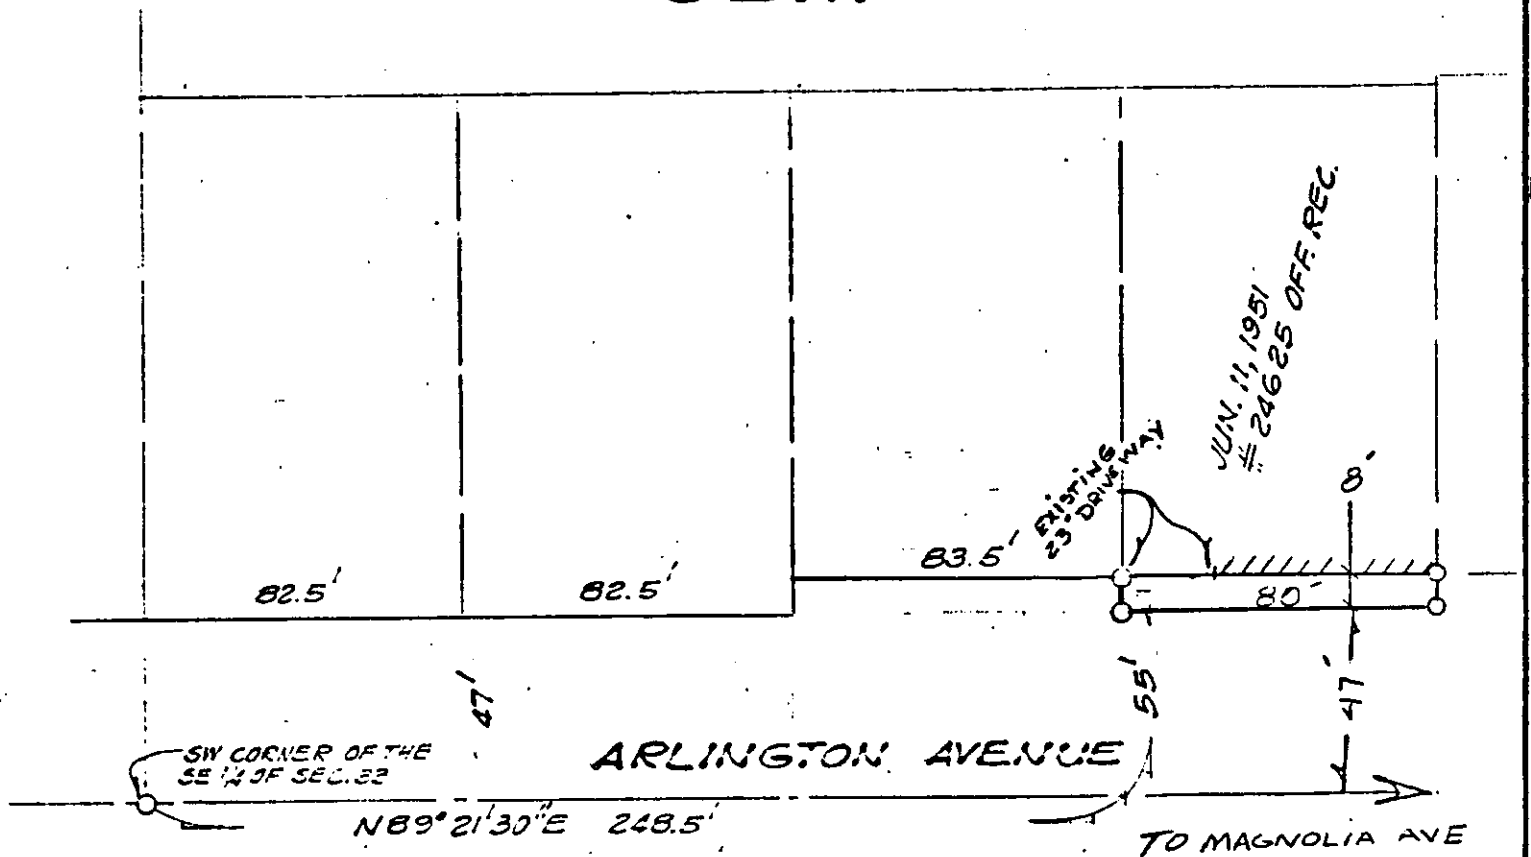 JUN. 11, 1951
# 24625 OFF. REC.
8'
EXISTING
23' DRIVEWAY
83.5'
82.5'
82.5'
80'
47'
55'
47'
SW CORNER OF THE
SE 1/4 OF SEC. 32
ARLINGTON AVENUE
N89°21'30"E 248.5'
TO MAGNOLIA AVE